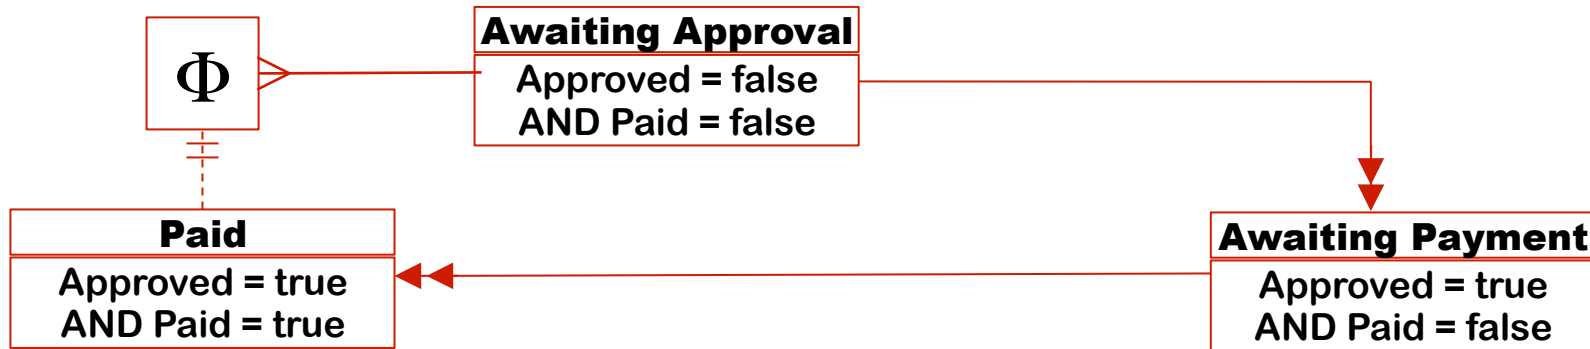 Φ
Awaiting Approval
Approved = false
AND Paid = false
Paid
Approved = true
AND Paid = true
Awaiting Payment
Approved = true
AND Paid = false